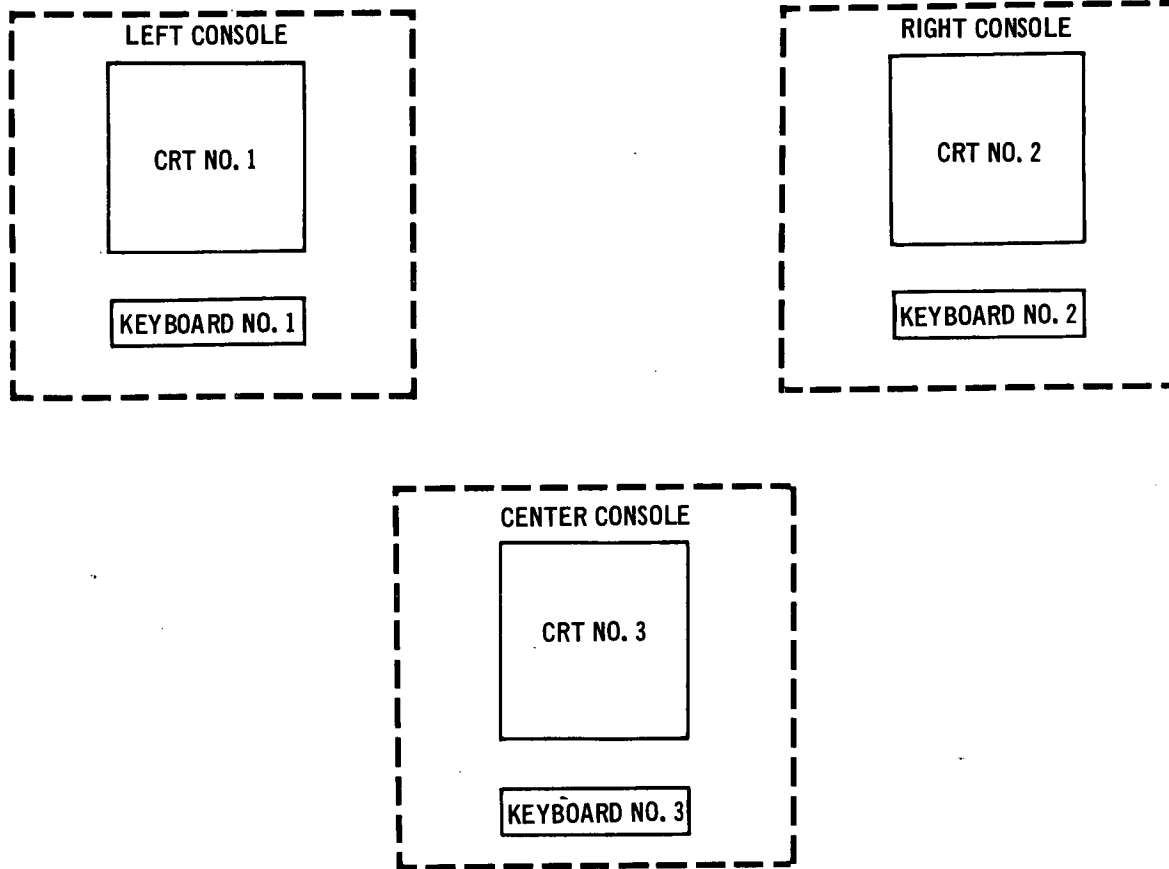 LEFT CONSOLE
CRT NO. 1
KEYBOARD NO. 1
RIGHT CONSOLE
CRT NO. 2
KEYBOARD NO. 2
CENTER CONSOLE
CRT NO. 3
KEYBOARD NO. 3